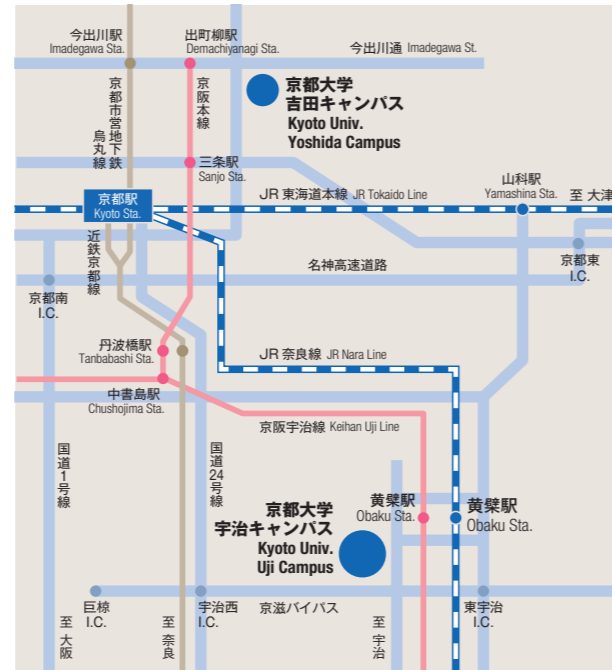 今出川駅
Imadegawa Sta.
出町柳駅
Demachiyanagi Sta.
今出川通 Imadegawa St.
京都市営地下鉄
烏丸線
京阪本線
京都大学
吉田キャンパス
Kyoto Univ.
Yoshida Campus
三条駅
Sanjo Sta.
山科駅
Yamashina Sta.
至 大津
京都駅
Kyoto Sta.
JR 東海道本線 JR Tokaido Line
近鉄京都線
名神高速道路
京都東
I.C.
京都南
I.C.
丹波橋駅
Tanbabashi Sta.
JR 奈良線 JR Nara Line
中書島駅
Chushojima Sta.
京阪宇治線 Keihan Uji Line
国道1号線
国道24号線
京都大学
宇治キャンパス
Kyoto Univ.
Uji Campus
黄檗駅
Obaku Sta.
黄檗駅
Obaku Sta.
巨椋
I.C.
宇治西
I.C.
京滋バイパス
東宇治
I.C.
至 大阪
至 奈良
至 宇治